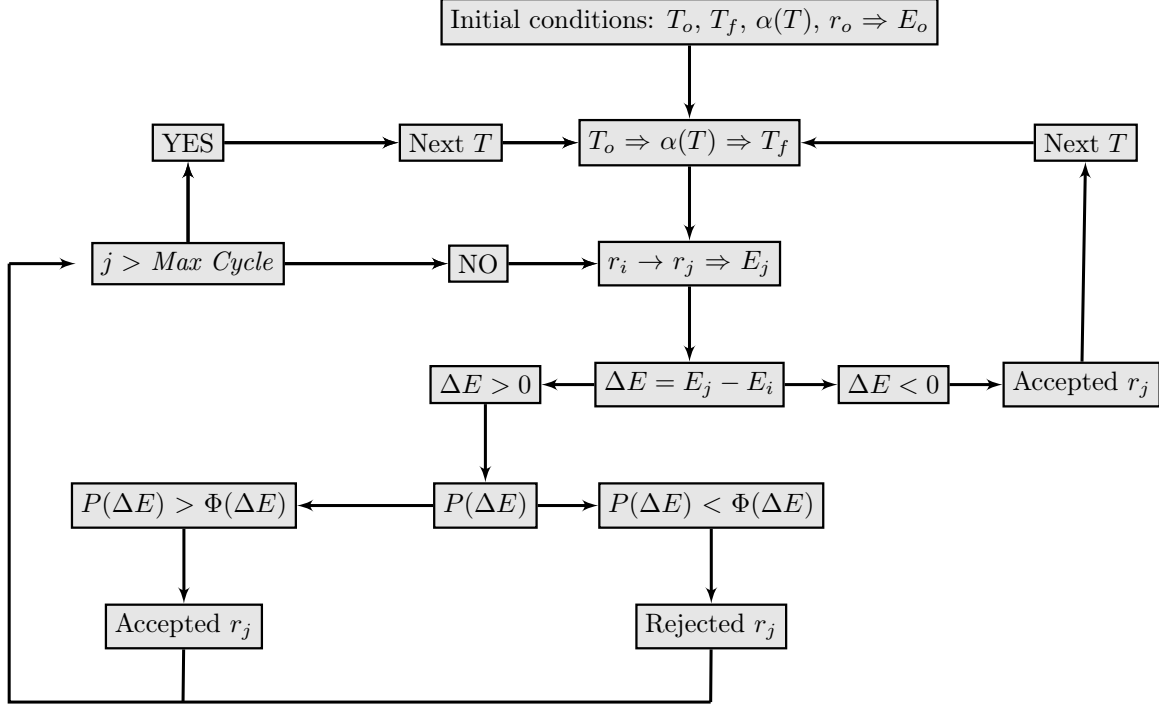 Initial conditions: T_o, T_f, α(T), r_o ⇒ E_o
YES
Next T
T_o ⇒ α(T) ⇒ T_f
Next T
j > Max Cycle
NO
r_i → r_j ⇒ E_j
ΔE > 0
ΔE = E_j − E_i
ΔE < 0
Accepted r_j
P(ΔE) > Φ(ΔE)
P(ΔE)
P(ΔE) < Φ(ΔE)
Accepted r_j
Rejected r_j